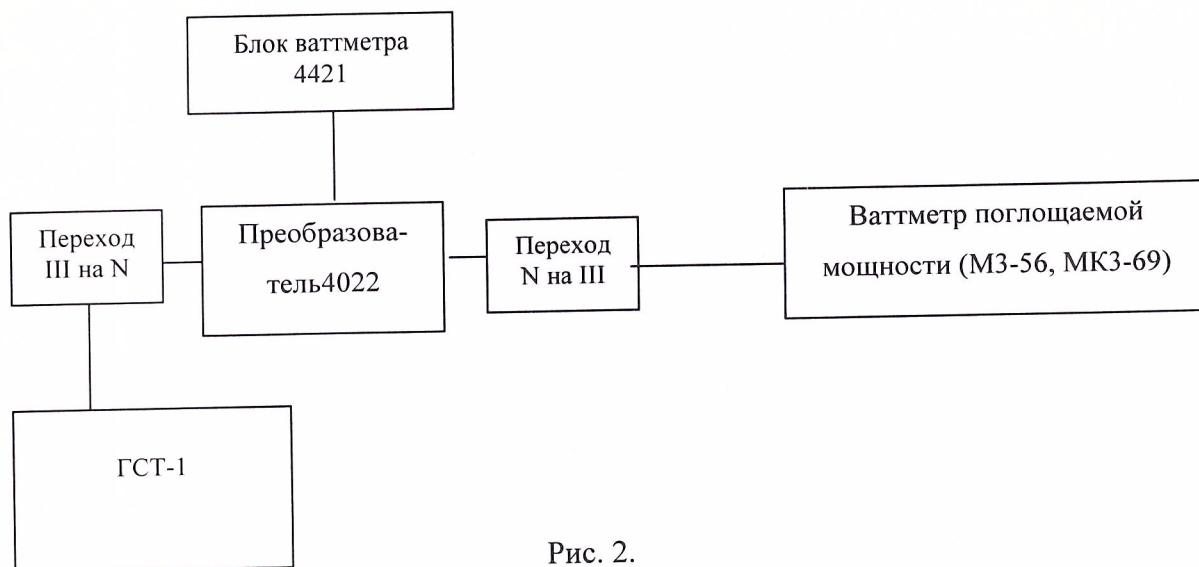 Блок ваттметра
4421
Переход
III на N
Преобразова-
тель4022
Переход
N на III
Ваттметр поглощаемой
мощности (М3-56, МК3-69)
ГСТ-1
Рис. 2.